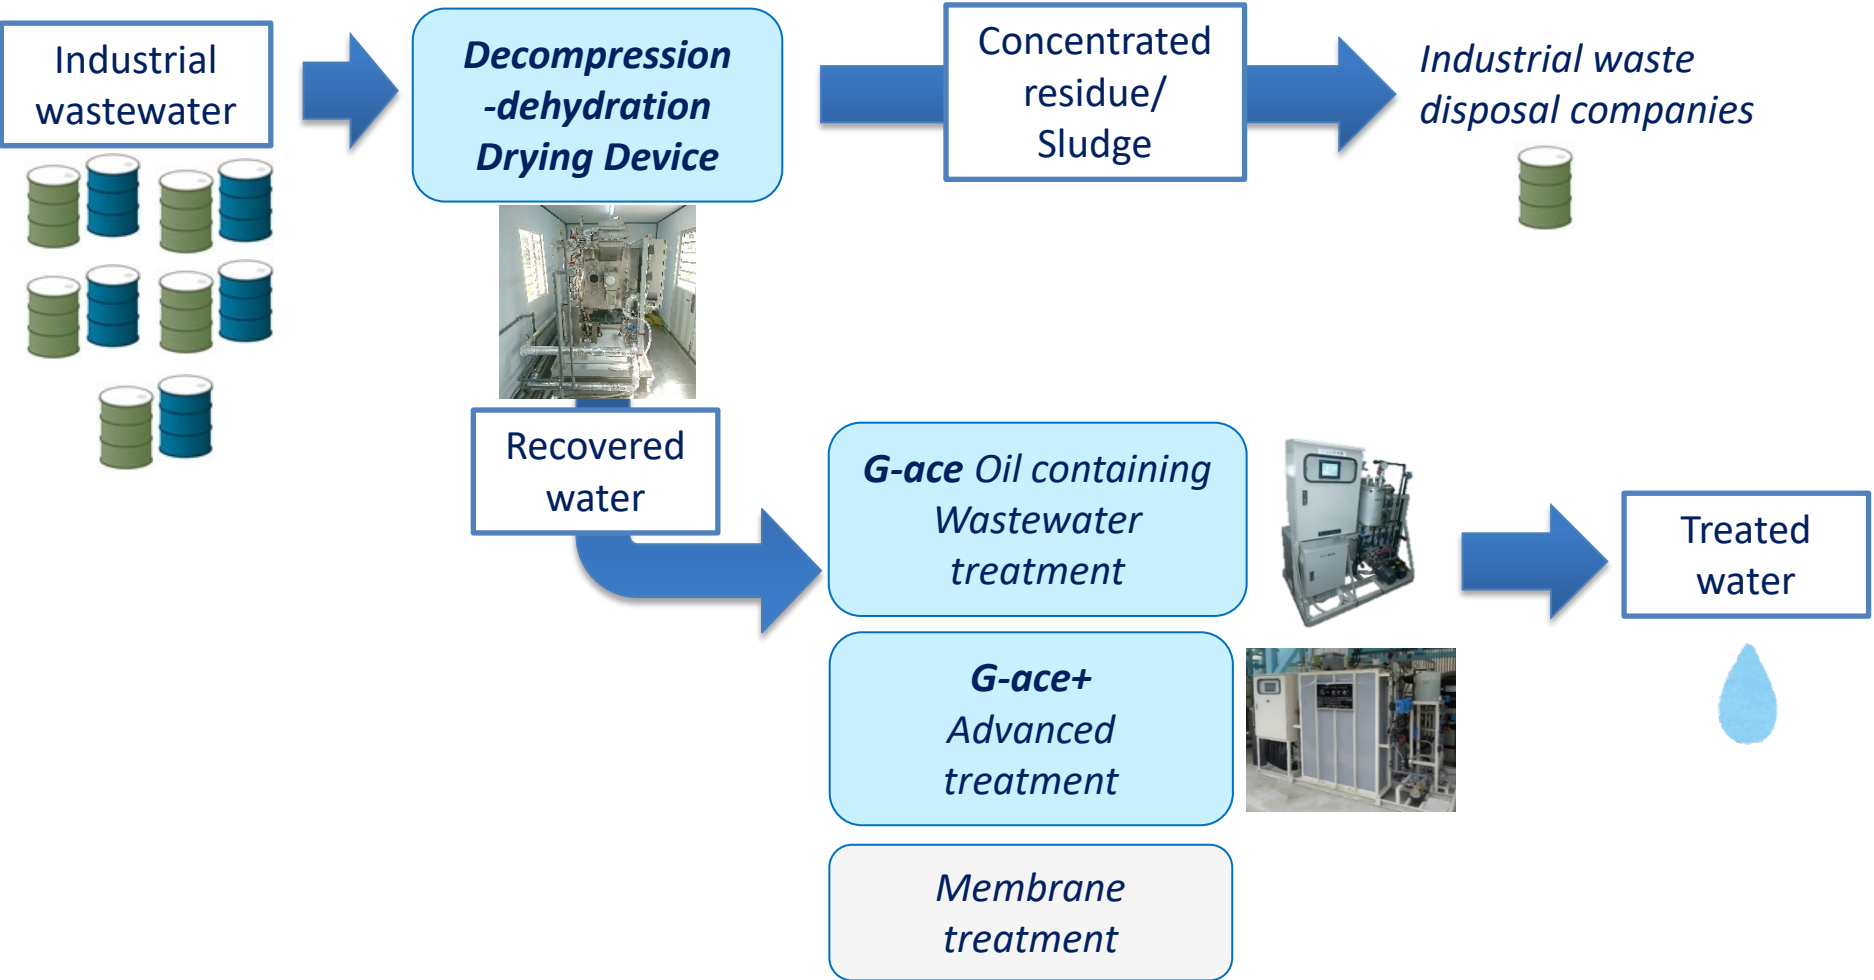 Industrial
wastewater
Decompression
-dehydration
Drying Device
Concentrated
residue/
Sludge
Industrial waste
disposal companies
Recovered
water
G-ace Oil containing
Wastewater
treatment
Treated
water
G-ace+
Advanced
treatment
Membrane
treatment